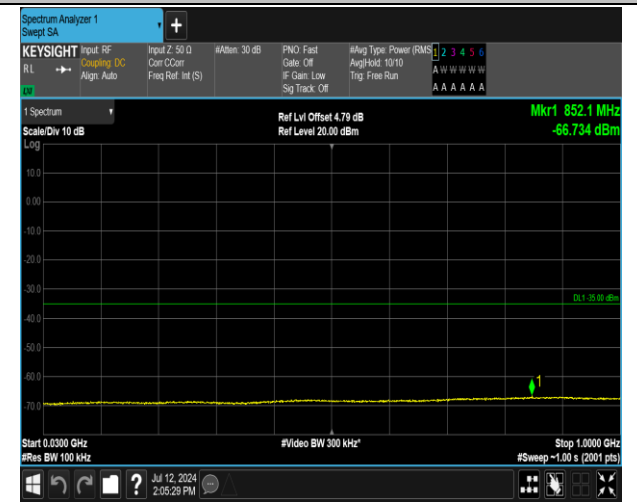 Spectrum Analyzer 1
Swept SA
+
KEYSIGHT Input: RF Input Z: 50 Ω #Atten: 30 dB PNO: Fast #Avg Type: Power (RMS 1 2 3 4 5 6
RL Coupling: DC Corr CCorr Gate: Off Avg|Hold: 10/10 A W W W W W
Align: Auto Freq Ref: Int (S) IF Gain: Low Trig: Free Run
Sig Track: Off A A A A A A
1 Spectrum Ref Lvl Offset 4.79 dB Mkr1 852.1 MHz
Scale/Div 10 dB Ref Level 20.00 dBm -66.734 dBm
Log
10.0
0.00
-10.0
-20.0
-30.0
DL1 -35.00 dBm
-40.0
-50.0
-60.0
1
-70.0
Start 0.0300 GHz #Video BW 300 kHz* Stop 1.0000 GHz
#Res BW 100 kHz #Sweep ~1.00 s (2001 pts)
? Jul 12, 2024
2:05:29 PM